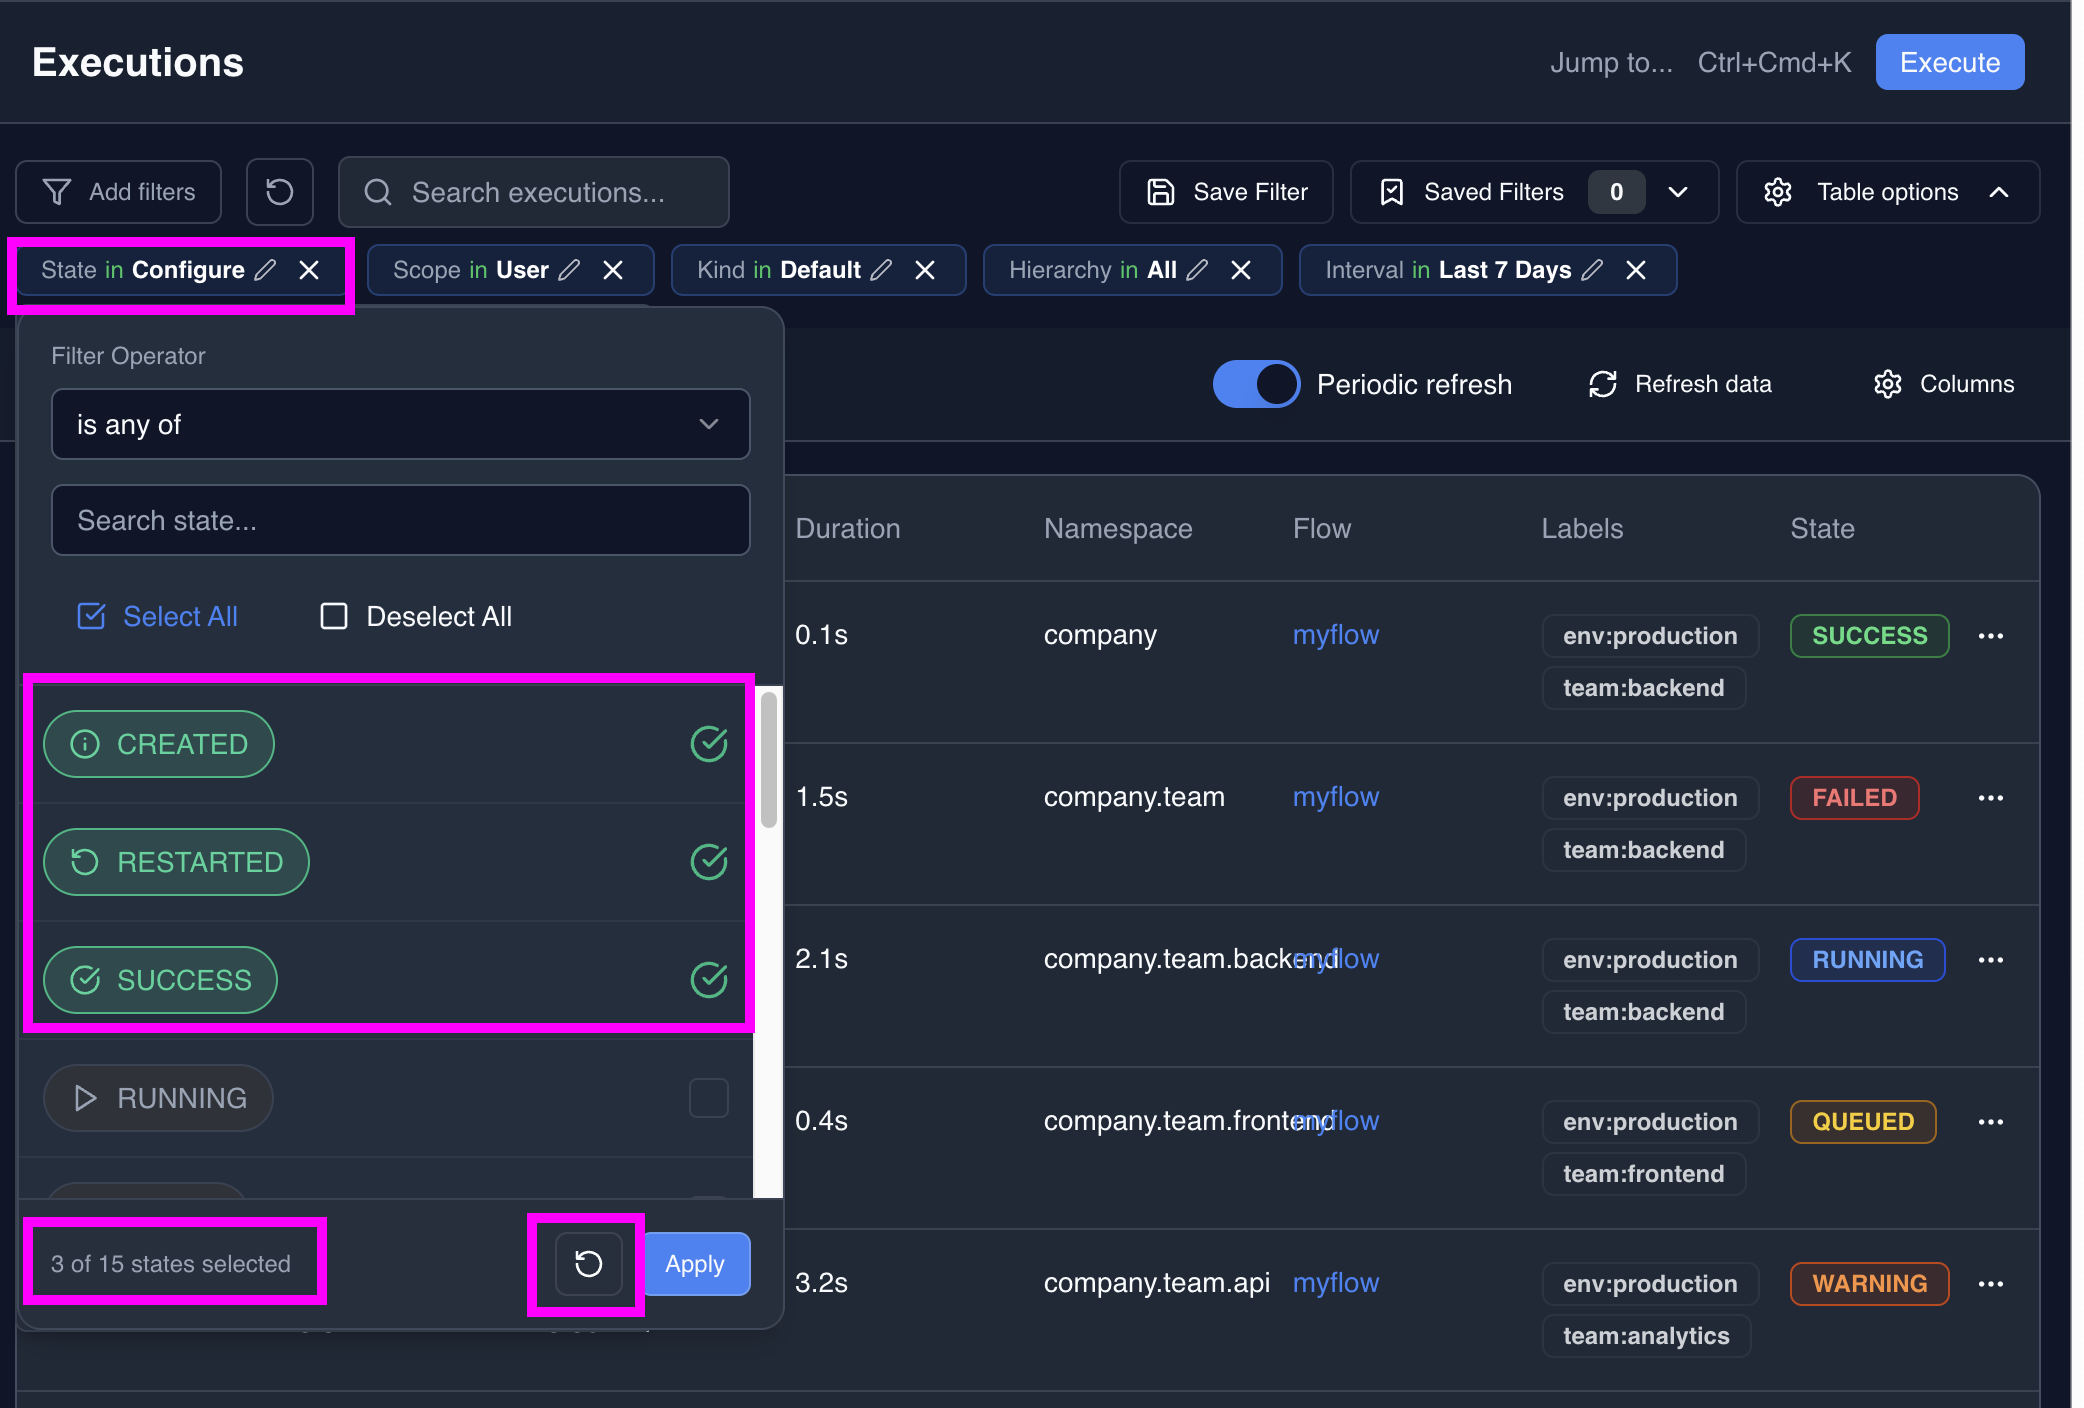 Executions
Jump to... Ctrl+Cmd+K Execute
Add filters Search executions... Save Filter Saved Filters 0 Table options
State in Configure Scope in User Kind in Default Hierarchy in All Interval in Last 7 Days
Filter Operator
is any of
Periodic refresh Refresh data Columns
Search state...
Select All Deselect All
CREATED
RESTARTED
SUCCESS
RUNNING
3 of 15 states selected Apply
Duration Namespace Flow Labels State
0.1s company myflow env:production SUCCESS
team:backend
1.5s company.team myflow env:production FAILED
team:backend
2.1s company.team.backend myflow env:production RUNNING
team:backend
0.4s company.team.frontend myflow env:production QUEUED
team:frontend
3.2s company.team.api myflow env:production WARNING
team:analytics